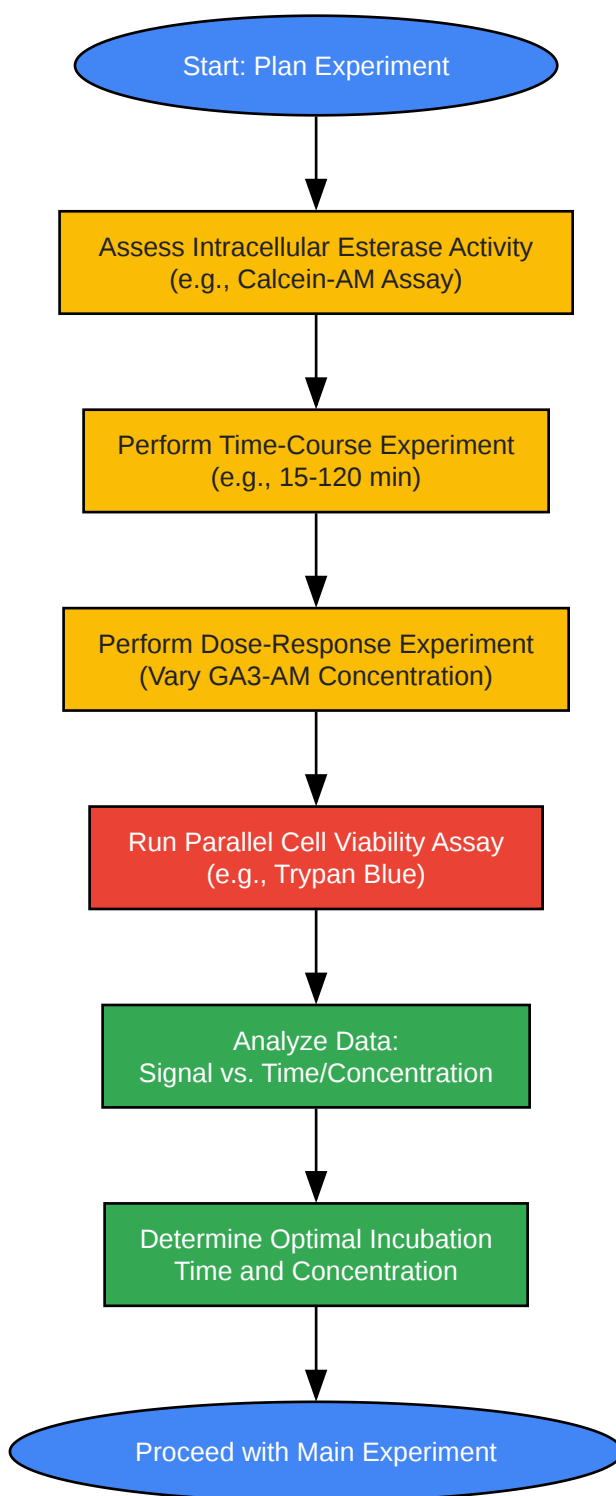 Start: Plan Experiment
Assess Intracellular Esterase Activity
(e.g., Calcein-AM Assay)
Perform Time-Course Experiment
(e.g., 15-120 min)
Perform Dose-Response Experiment
(Vary GA3-AM Concentration)
Run Parallel Cell Viability Assay
(e.g., Trypan Blue)
Analyze Data:
Signal vs. Time/Concentration
Determine Optimal Incubation
Time and Concentration
Proceed with Main Experiment